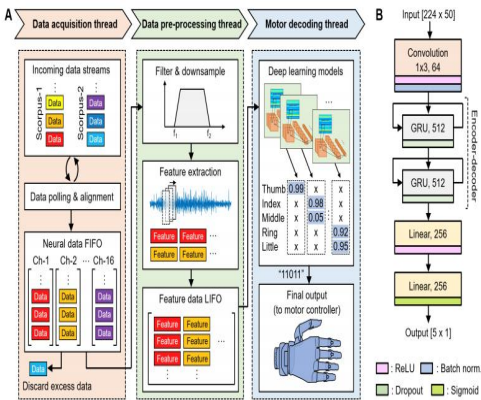 A
Data acquisition thread
Data pre-processing thread
Motor decoding thread
Incoming data streams
Scorpus-1
Data
Data
Data
Scorpus-2
Data
Data
Data
Data polling & alignment
Neural data FIFO
Ch-1 Ch-2 ··· Ch-16
Data Data Data
Data Data Data
Data Data Data
Data
Discard excess data
Filter & downsample
f1 f2
Feature extraction
Feature Feature ···
Feature Feature ···
Feature data LIFO
Feature Feature
Feature Feature ···
Feature Feature
Deep learning models
...
Thumb 0.99 x x
Index x 0.98 x
Middle x 0.05 x
Ring x x 0.92
Little x x 0.95
"11011"
Final output
(to motor controller)
B
Input [224 x 50]
Convolution
1x3, 64
GRU, 512
GRU, 512
Encoder-decoder
Linear, 256
Linear, 256
Output [5 x 1]
: ReLU : Batch norm.
: Dropout : Sigmoid